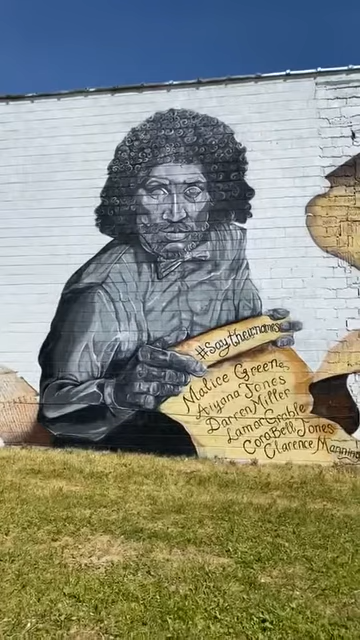 #Saytheirnames
Malice Green
Aiyana Jones
Darren Miller
Lamar Grable
CoraBell Jones
Clarence Manning